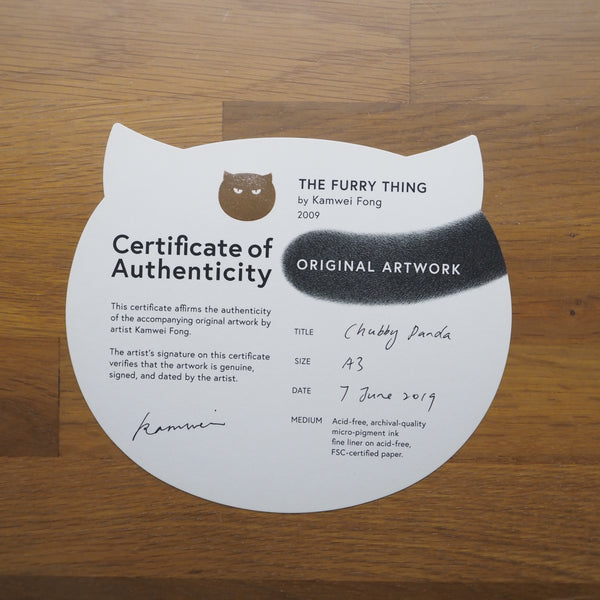 THE FURRY THING
by Kamwei Fong
2009
Certificate of
Authenticity
ORIGINAL ARTWORK
This certificate affirms the authenticity
of the accompanying original artwork by
artist Kamwei Fong.
The artist's signature on this certificate
verifies that the artwork is genuine,
signed, and dated by the artist.
kamwei
TITLE Chubby Panda
SIZE A3
DATE 7 June 2019
MEDIUM Acid-free, archival-quality
micro-pigment ink
fine liner on acid-free,
FSC-certified paper.